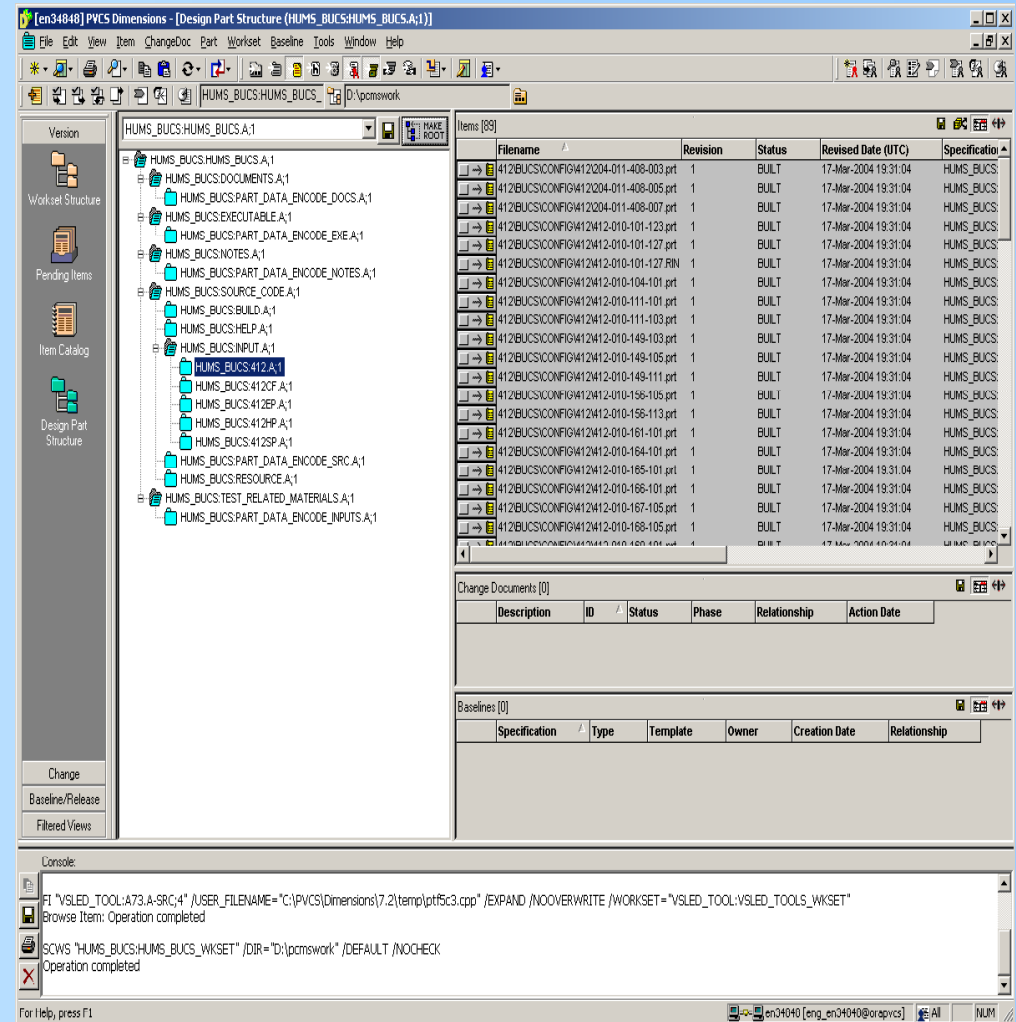 [en34848] PVCS Dimensions - [Design Part Structure (HUMS_BUCS:HUMS_BUCS.A;1)]
File Edit View Item ChangeDoc Part Workset Baseline Tools Window Help
HUMS_BUCS:HUMS_BUCS_ D:\pcmswork
Version
Workset Structure
Pending Items
Item Catalog
Design Part
Structure
Change
Baseline/Release
Filtered Views
HUMS_BUCS:HUMS_BUCS.A;1 MAKE
ROOT
HUMS_BUCS:HUMS_BUCS.A;1
HUMS_BUCS:DOCUMENTS.A;1
HUMS_BUCS:PART_DATA_ENCODE_DOCS.A;1
HUMS_BUCS:EXECUTABLE.A;1
HUMS_BUCS:PART_DATA_ENCODE_EXE.A;1
HUMS_BUCS:NOTES.A;1
HUMS_BUCS:PART_DATA_ENCODE_NOTES.A;1
HUMS_BUCS:SOURCE_CODE.A;1
HUMS_BUCS:BUILD.A;1
HUMS_BUCS:HELP.A;1
HUMS_BUCS:INPUT.A;1
HUMS_BUCS:412.A;1
HUMS_BUCS:412CF.A;1
HUMS_BUCS:412EP.A;1
HUMS_BUCS:412HP.A;1
HUMS_BUCS:412SP.A;1
HUMS_BUCS:PART_DATA_ENCODE_SRC.A;1
HUMS_BUCS:RESOURCE.A;1
HUMS_BUCS:TEST_RELATED_MATERIALS.A;1
HUMS_BUCS:PART_DATA_ENCODE_INPUTS.A;1
Items [89]
Filename Revision Status Revised Date (UTC) Specificatio
412\BUCS\CONFIG\412\204-011-408-003.prt 1 BUILT 17-Mar-2004 19:31:04 HUMS_BUCS:
412\BUCS\CONFIG\412\204-011-408-005.prt 1 BUILT 17-Mar-2004 19:31:04 HUMS_BUCS:
412\BUCS\CONFIG\412\204-011-408-007.prt 1 BUILT 17-Mar-2004 19:31:04 HUMS_BUCS:
412\BUCS\CONFIG\412\412-010-101-123.prt 1 BUILT 17-Mar-2004 19:31:04 HUMS_BUCS:
412\BUCS\CONFIG\412\412-010-101-127.prt 1 BUILT 17-Mar-2004 19:31:04 HUMS_BUCS:
412\BUCS\CONFIG\412\412-010-101-127.RIN 1 BUILT 17-Mar-2004 19:31:04 HUMS_BUCS:
412\BUCS\CONFIG\412\412-010-104-101.prt 1 BUILT 17-Mar-2004 19:31:04 HUMS_BUCS:
412\BUCS\CONFIG\412\412-010-111-101.prt 1 BUILT 17-Mar-2004 19:31:04 HUMS_BUCS:
412\BUCS\CONFIG\412\412-010-111-103.prt 1 BUILT 17-Mar-2004 19:31:04 HUMS_BUCS:
412\BUCS\CONFIG\412\412-010-149-103.prt 1 BUILT 17-Mar-2004 19:31:04 HUMS_BUCS:
412\BUCS\CONFIG\412\412-010-149-105.prt 1 BUILT 17-Mar-2004 19:31:04 HUMS_BUCS:
412\BUCS\CONFIG\412\412-010-149-111.prt 1 BUILT 17-Mar-2004 19:31:04 HUMS_BUCS:
412\BUCS\CONFIG\412\412-010-156-105.prt 1 BUILT 17-Mar-2004 19:31:04 HUMS_BUCS:
412\BUCS\CONFIG\412\412-010-156-113.prt 1 BUILT 17-Mar-2004 19:31:04 HUMS_BUCS:
412\BUCS\CONFIG\412\412-010-161-101.prt 1 BUILT 17-Mar-2004 19:31:04 HUMS_BUCS:
412\BUCS\CONFIG\412\412-010-164-101.prt 1 BUILT 17-Mar-2004 19:31:04 HUMS_BUCS:
412\BUCS\CONFIG\412\412-010-165-101.prt 1 BUILT 17-Mar-2004 19:31:04 HUMS_BUCS:
412\BUCS\CONFIG\412\412-010-166-101.prt 1 BUILT 17-Mar-2004 19:31:04 HUMS_BUCS:
412\BUCS\CONFIG\412\412-010-167-105.prt 1 BUILT 17-Mar-2004 19:31:04 HUMS_BUCS:
412\BUCS\CONFIG\412\412-010-168-105.prt 1 BUILT 17-Mar-2004 19:31:04 HUMS_BUCS:
Change Documents [0]
Description ID Status Phase Relationship Action Date
Baselines [0]
Specification Type Template Owner Creation Date Relationship
Console:
FI "VSLED_TOOL:A73.A-SRC;4" /USER_FILENAME="C:\PVCS\Dimensions\7.2\temp\ptf5c3.cpp" /EXPAND /NOOVERWRITE /WORKSET="VSLED_TOOL:VSLED_TOOLS_WKSET"
Browse Item: Operation completed
SCWS "HUMS_BUCS:HUMS_BUCS_WKSET" /DIR="D:\pcmswork" /DEFAULT /NOCHECK
Operation completed
For Help, press F1 en34848 [eng_en34848@orapvcs] All NUM